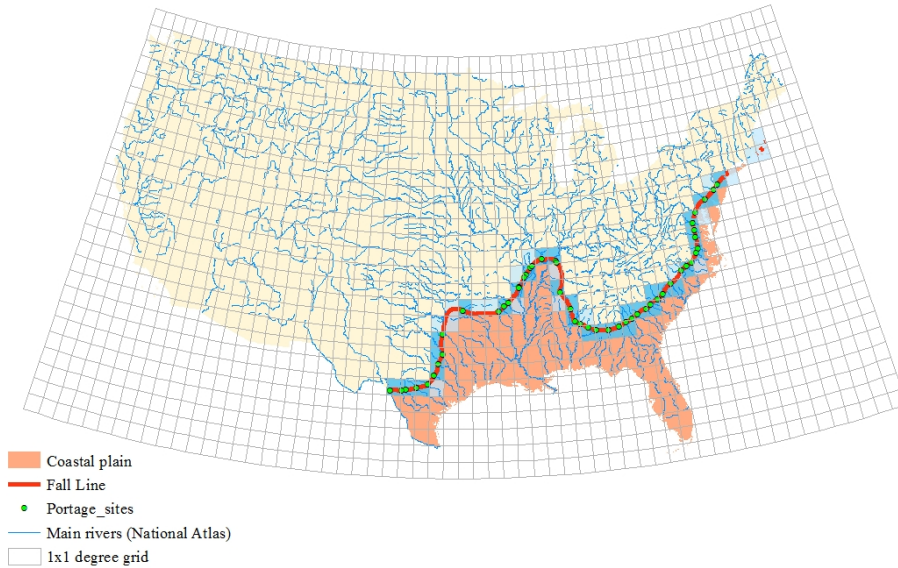 Coastal plain
Fall Line
Portage_sites
Main rivers (National Atlas)
1x1 degree grid